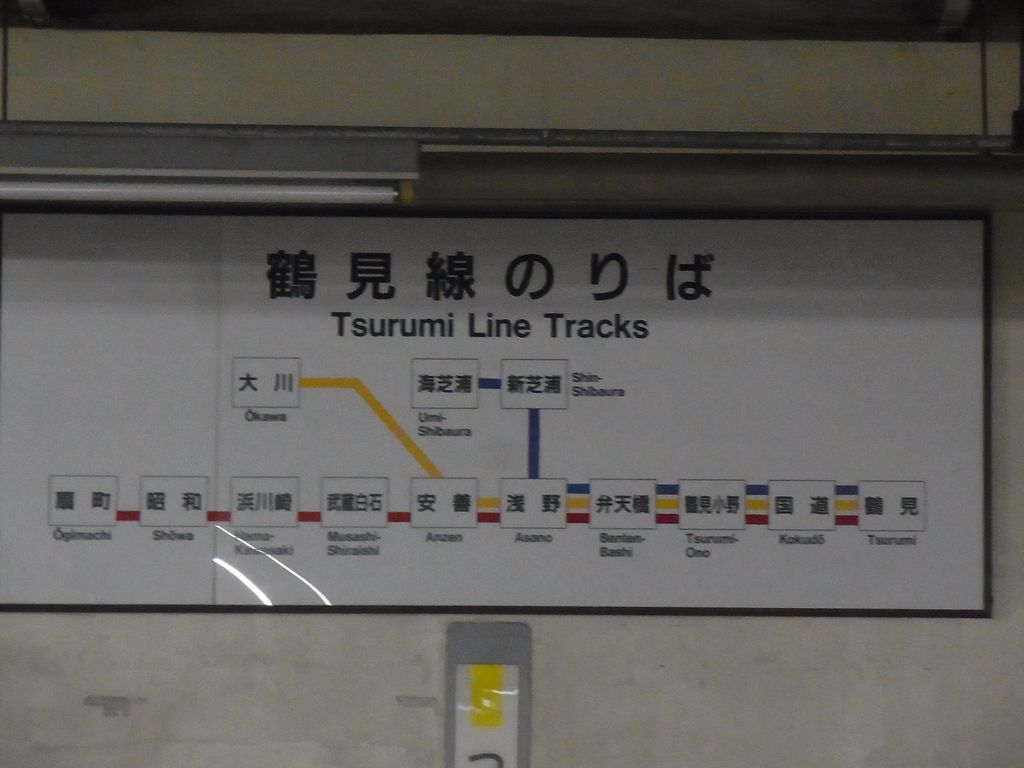 鶴見線のりば
Tsurumi Line Tracks
大川
Ōkawa
海芝浦
Umi-
Shibaura
新芝浦
Shin-
Shibaura
扇町
Ōgimachi
昭和
Shōwa
浜川崎
Hama-
Kawasaki
武蔵白石
Musashi-
Shiraishi
安善
Anzen
浅野
Asano
弁天橋
Benten-
Bashi
鶴見小野
Tsurumi-
Ono
国道
Kokudō
鶴見
Tsurumi
つ